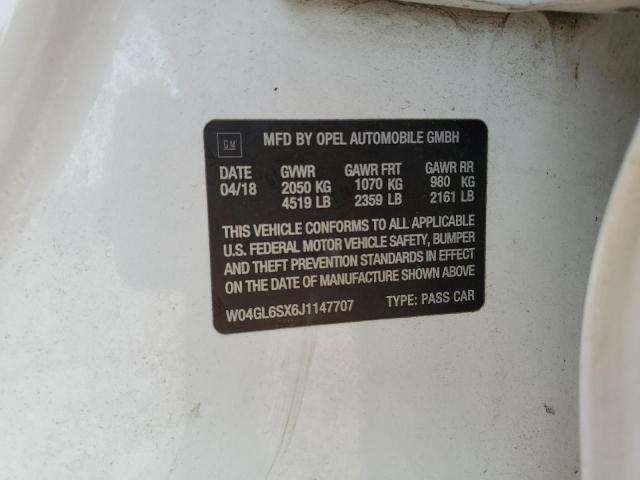 GM MFD BY OPEL AUTOMOBILE GMBH
DATE GVWR GAWR FRT GAWR RR
04/18 2050 KG 1070 KG 980 KG
4519 LB 2359 LB 2161 LB
THIS VEHICLE CONFORMS TO ALL APPLICABLE
U.S. FEDERAL MOTOR VEHICLE SAFETY, BUMPER
AND THEFT PREVENTION STANDARDS IN EFFECT
ON THE DATE OF MANUFACTURE SHOWN ABOVE
W04GL6SX6J1147707 TYPE: PASS CAR